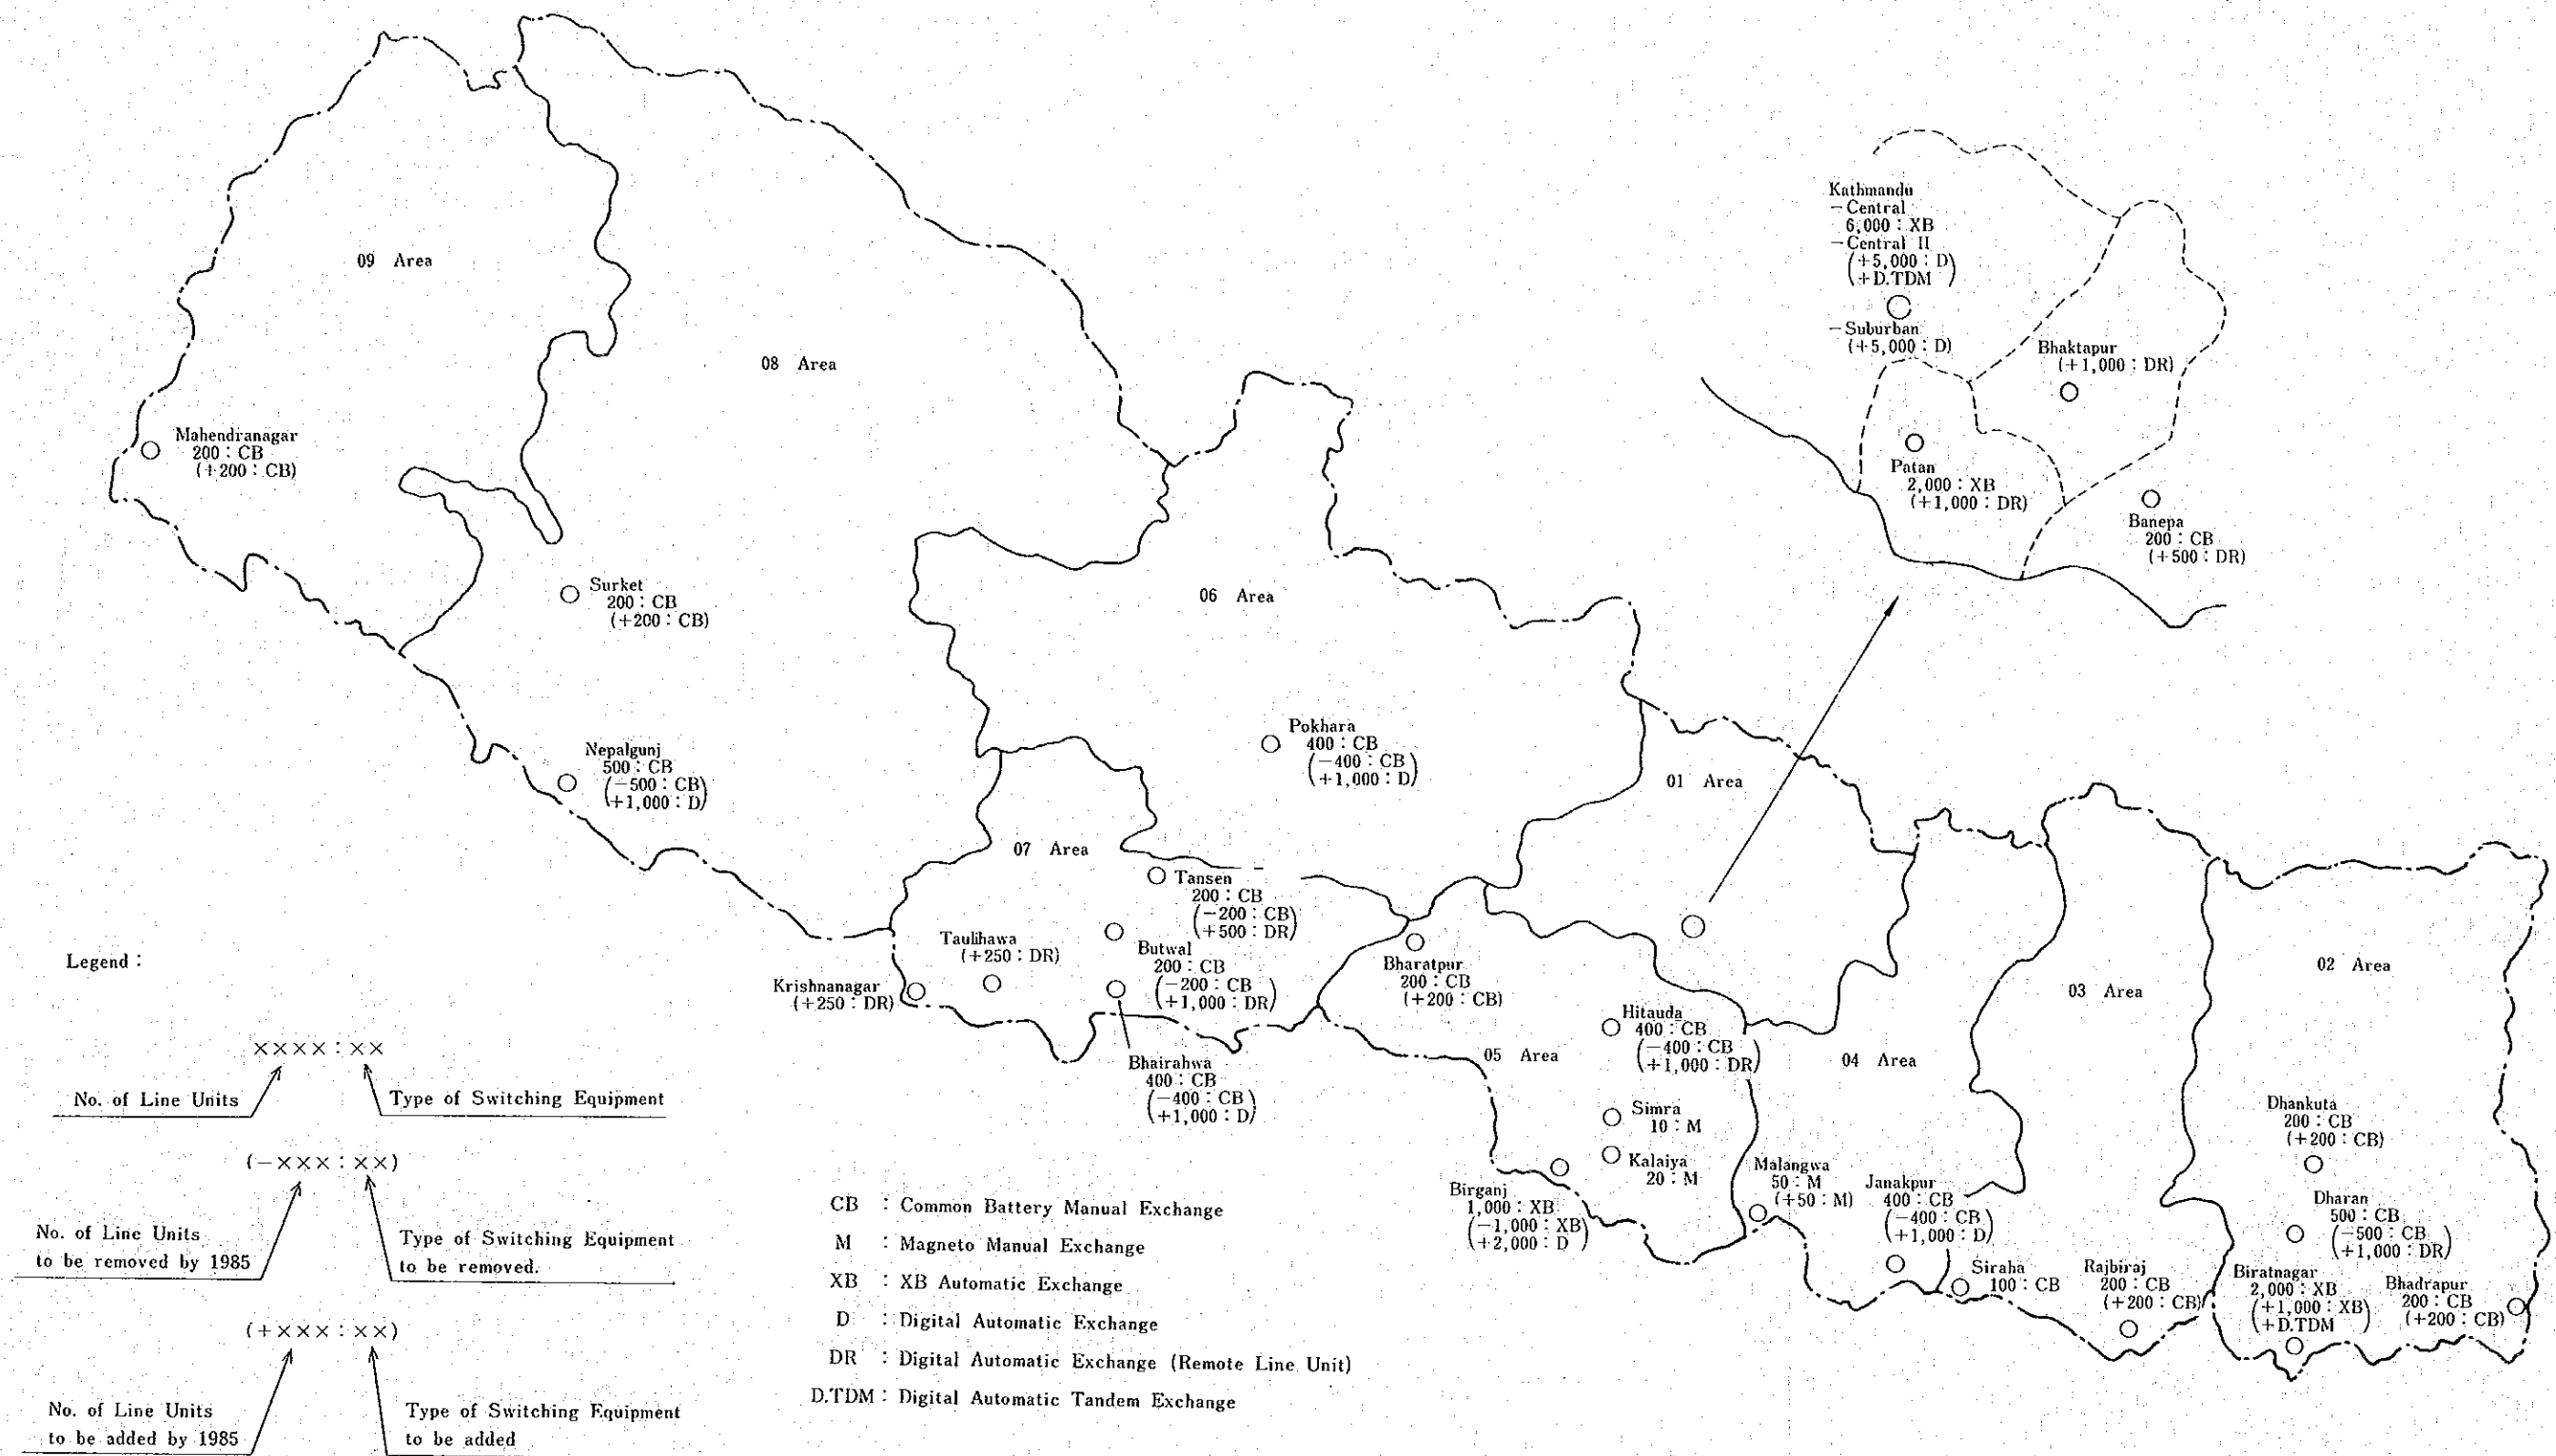 Kathmandu
－Central
6,000 : XB
－Central II
(+5,000 : D)
(+D.TDM)
－Suburban
(+5,000 : D)
Bhaktapur
(+1,000 : DR)
Patan
2,000 : XB
(+1,000 : DR)
Banepa
200 : CB
(+500 : DR)
09 Area
08 Area
Mahendranagar
200 : CB
(+200 : CB)
Surket
200 : CB
(+200 : CB)
06 Area
Nepalgunj
500 : CB
(−500 : CB)
(+1,000 : D)
Pokhara
400 : CB
(−400 : CB)
(+1,000 : D)
01 Area
07 Area
Tansen
200 : CB
(−200 : CB)
(+500 : DR)
Taulihawa
(+250 : DR)
Butwal
200 : CB
(−200 : CB)
(+1,000 : DR)
Krishnanagar
(+250 : DR)
Bhairahwa
400 : CB
(−400 : CB)
(+1,000 : D)
Bharatpur
200 : CB
(+200 : CB)
05 Area
Hitauda
400 : CB
(−400 : CB)
(+1,000 : DR)
Simra
10 : M
Kalaiya
20 : M
Birganj
1,000 : XB
(−1,000 : XB)
(+2,000 : D)
04 Area
Malangwa
50 : M
(+50 : M)
Janakpur
400 : CB
(−400 : CB)
(+1,000 : D)
03 Area
Siraha
100 : CB
Rajbiraj
200 : CB
(+200 : CB)
02 Area
Dhankuta
200 : CB
(+200 : CB)
Dharan
500 : CB
(−500 : CB)
(+1,000 : DR)
Biratnagar
2,000 : XB
(+1,000 : XB)
(+D.TDM)
Bhadrapur
200 : CB
(+200 : CB)
Legend :
×××× : ××
No. of Line Units
Type of Switching Equipment
(−××× : ××)
No. of Line Units
to be removed by 1985
Type of Switching Equipment
to be removed.
(+××× : ××)
No. of Line Units
to be added by 1985
Type of Switching Equipment
to be added
CB : Common Battery Manual Exchange
M : Magneto Manual Exchange
XB : XB Automatic Exchange
D : Digital Automatic Exchange
DR : Digital Automatic Exchange (Remote Line Unit)
D.TDM : Digital Automatic Tandem Exchange